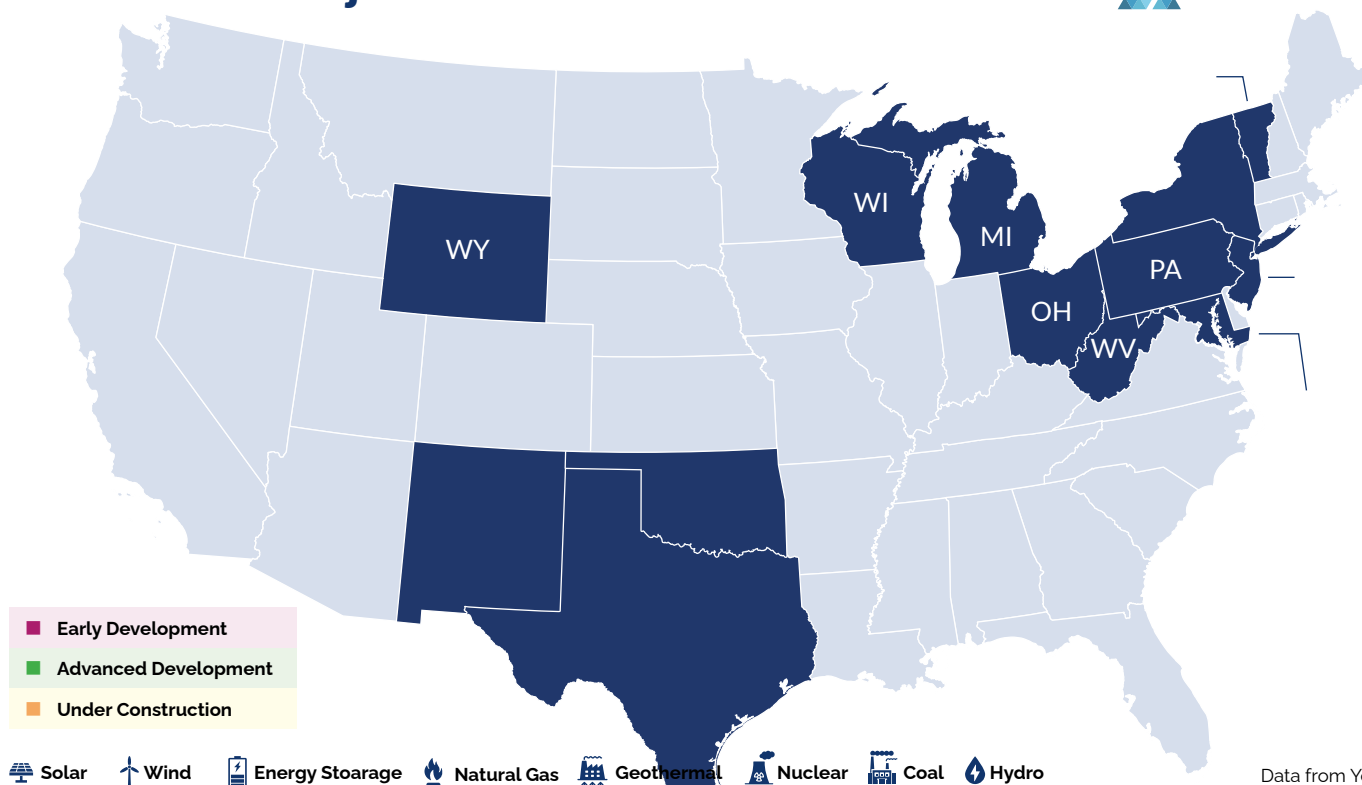 WI
WY
MI
PA
OH
WV
Early Development
Advanced Development
Under Construction
Solar Wind Energy Stoarage Natural Gas Geothermal Nuclear Coal Hydro
Data from